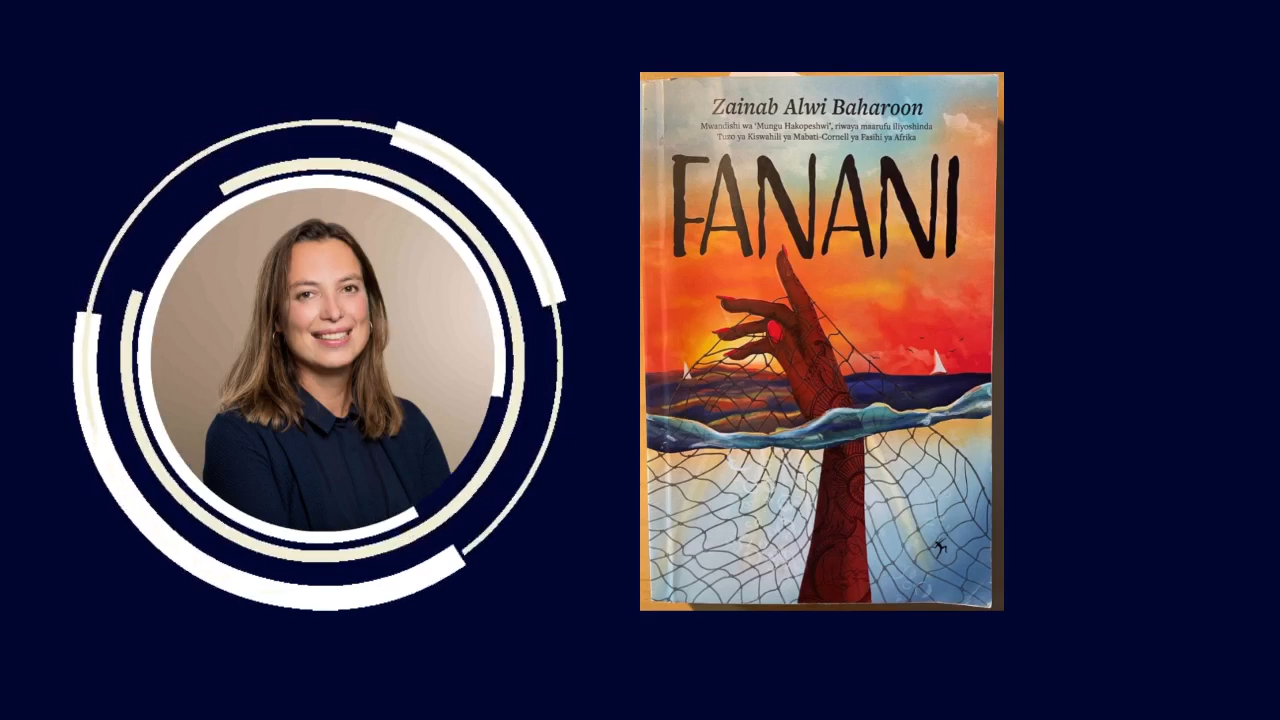 Zainab Alwi Baharoon
Mwandishi wa 'Mungu Hakopeshwi', riwaya maarufu iliyoshinda
Tuzo ya Kiswahili ya Mabati-Cornell ya Fasihi ya Afrika
FANANI